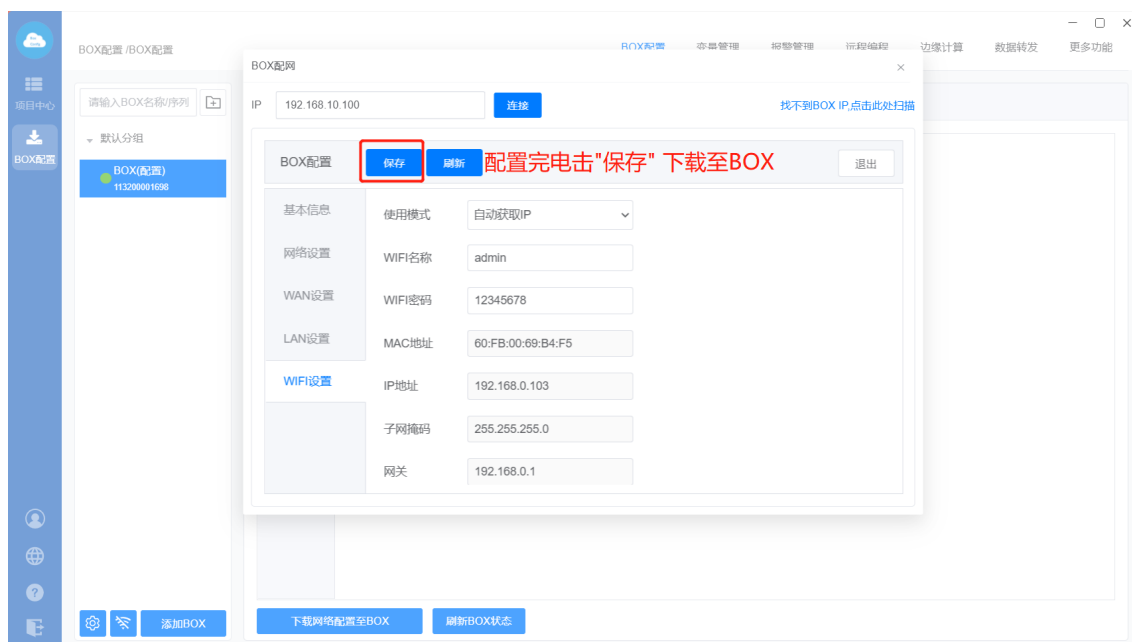 BOX配置 /BOX配置
BOX配置 变量管理 报警管理 远程编程 边缘计算 数据转发 更多功能
项目中心
BOX配置
请输入BOX名称/序列
默认分组
BOX(配置)
113200001698
添加BOX
BOX配网
IP 192.168.10.100 连接 找不到BOX IP,点击此处扫描
BOX配置 保存 刷新 配置完电击"保存" 下载至BOX 退出
基本信息
网络设置
WAN设置
LAN设置
WIFI设置
使用模式 自动获取IP
WIFI名称 admin
WIFI密码 12345678
MAC地址 60:FB:00:69:B4:F5
IP地址 192.168.0.103
子网掩码 255.255.255.0
网关 192.168.0.1
下载网络配置至BOX 刷新BOX状态